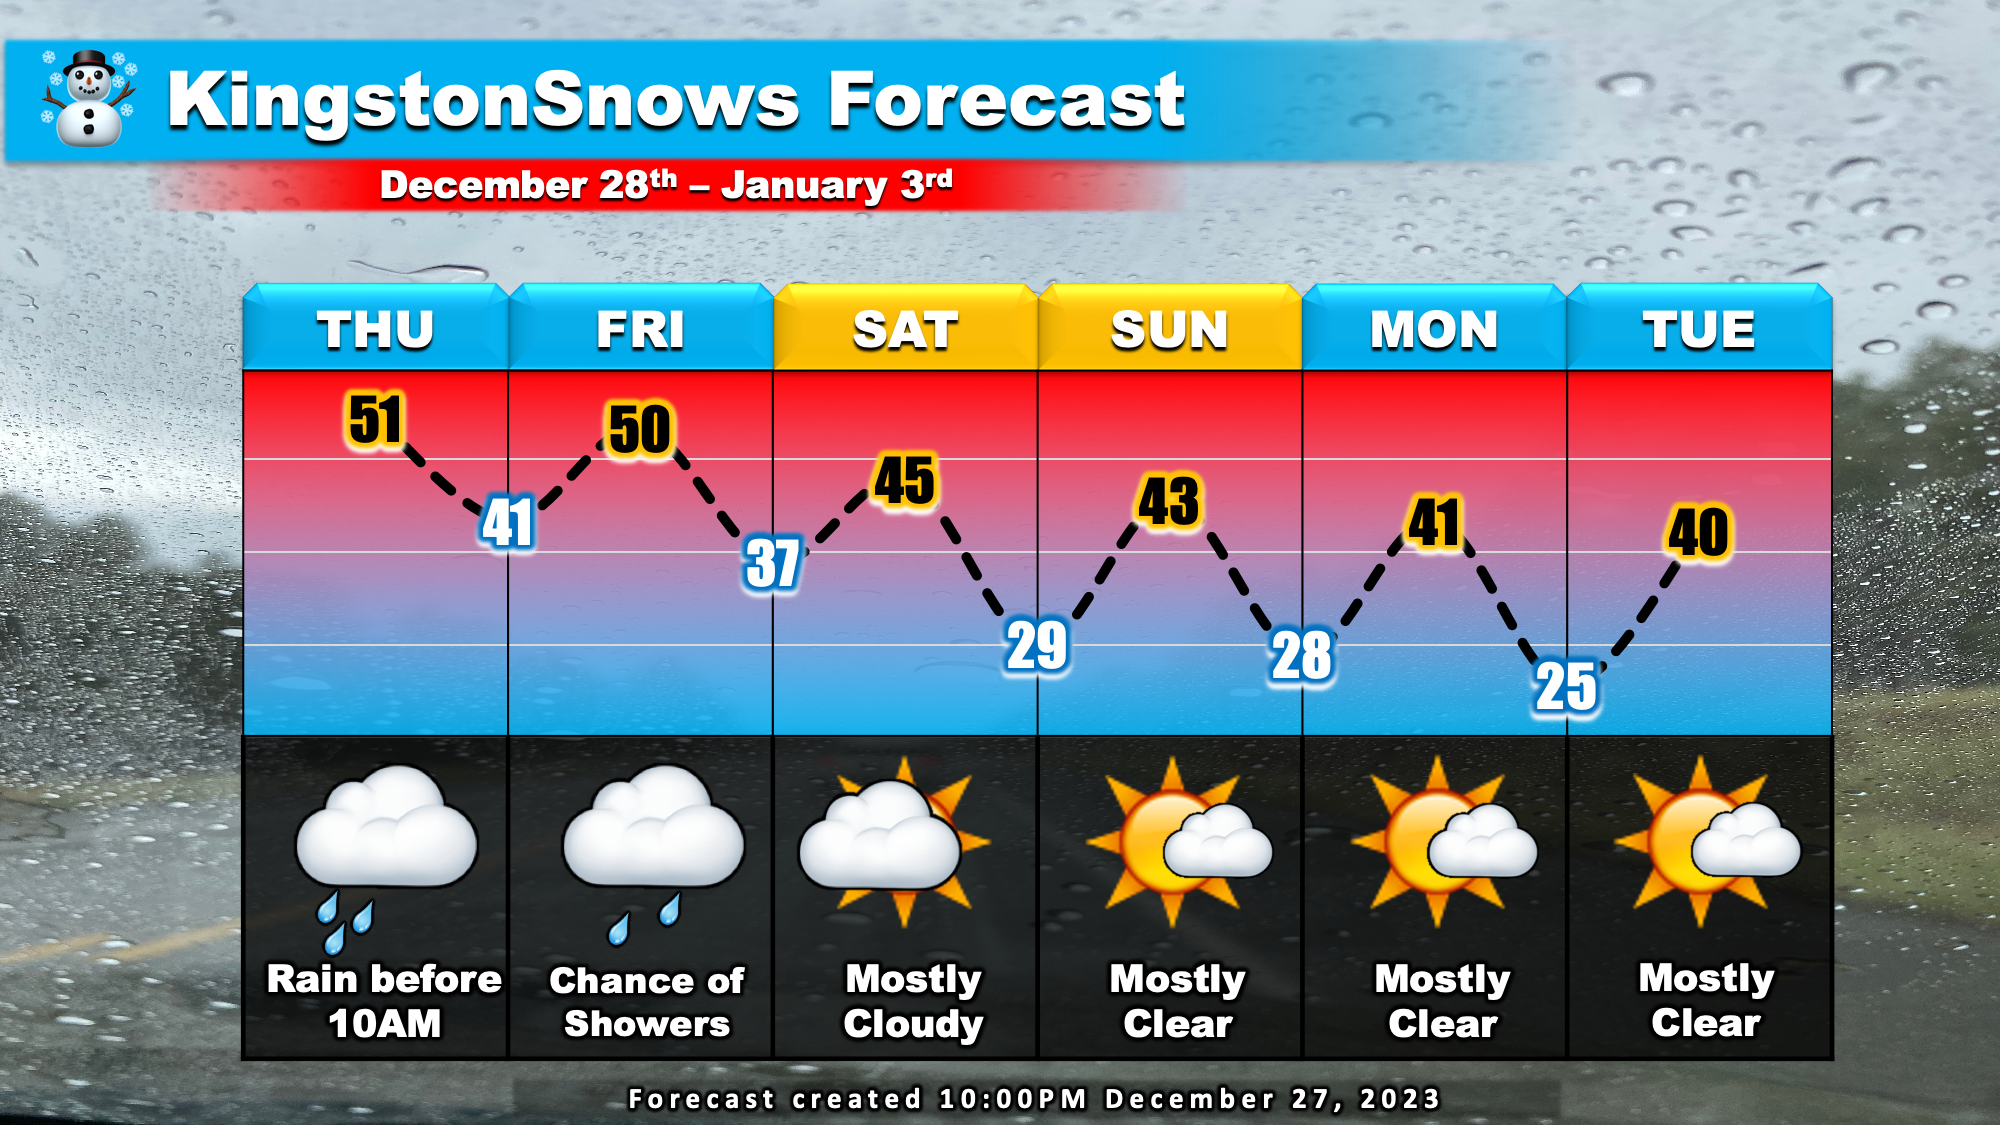 KingstonSnows Forecast
December 28th – January 3rd
THU FRI SAT SUN MON TUE
51 50 45 43 41 40
41 37 29 28 25
Rain before
10AM
Chance of
Showers
Mostly
Cloudy
Mostly
Clear
Mostly
Clear
Mostly
Clear
Forecast created 10:00PM December 27, 2023